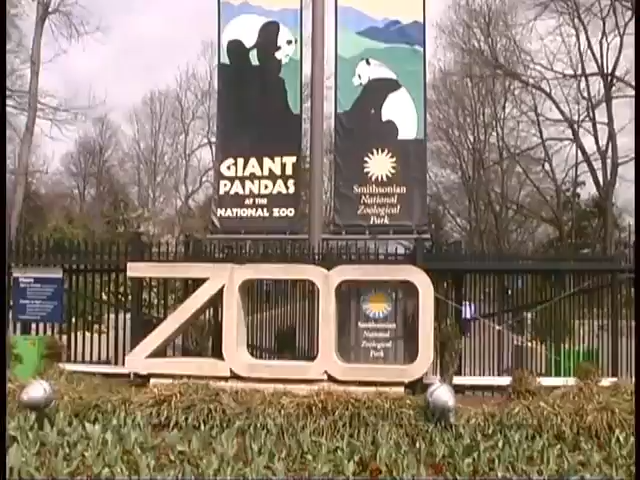 GIANT
PANDAS
AT THE
NATIONAL ZOO
Smithsonian
National
Zoological
Park
ZOO
Smithsonian
National
Zoological
Park